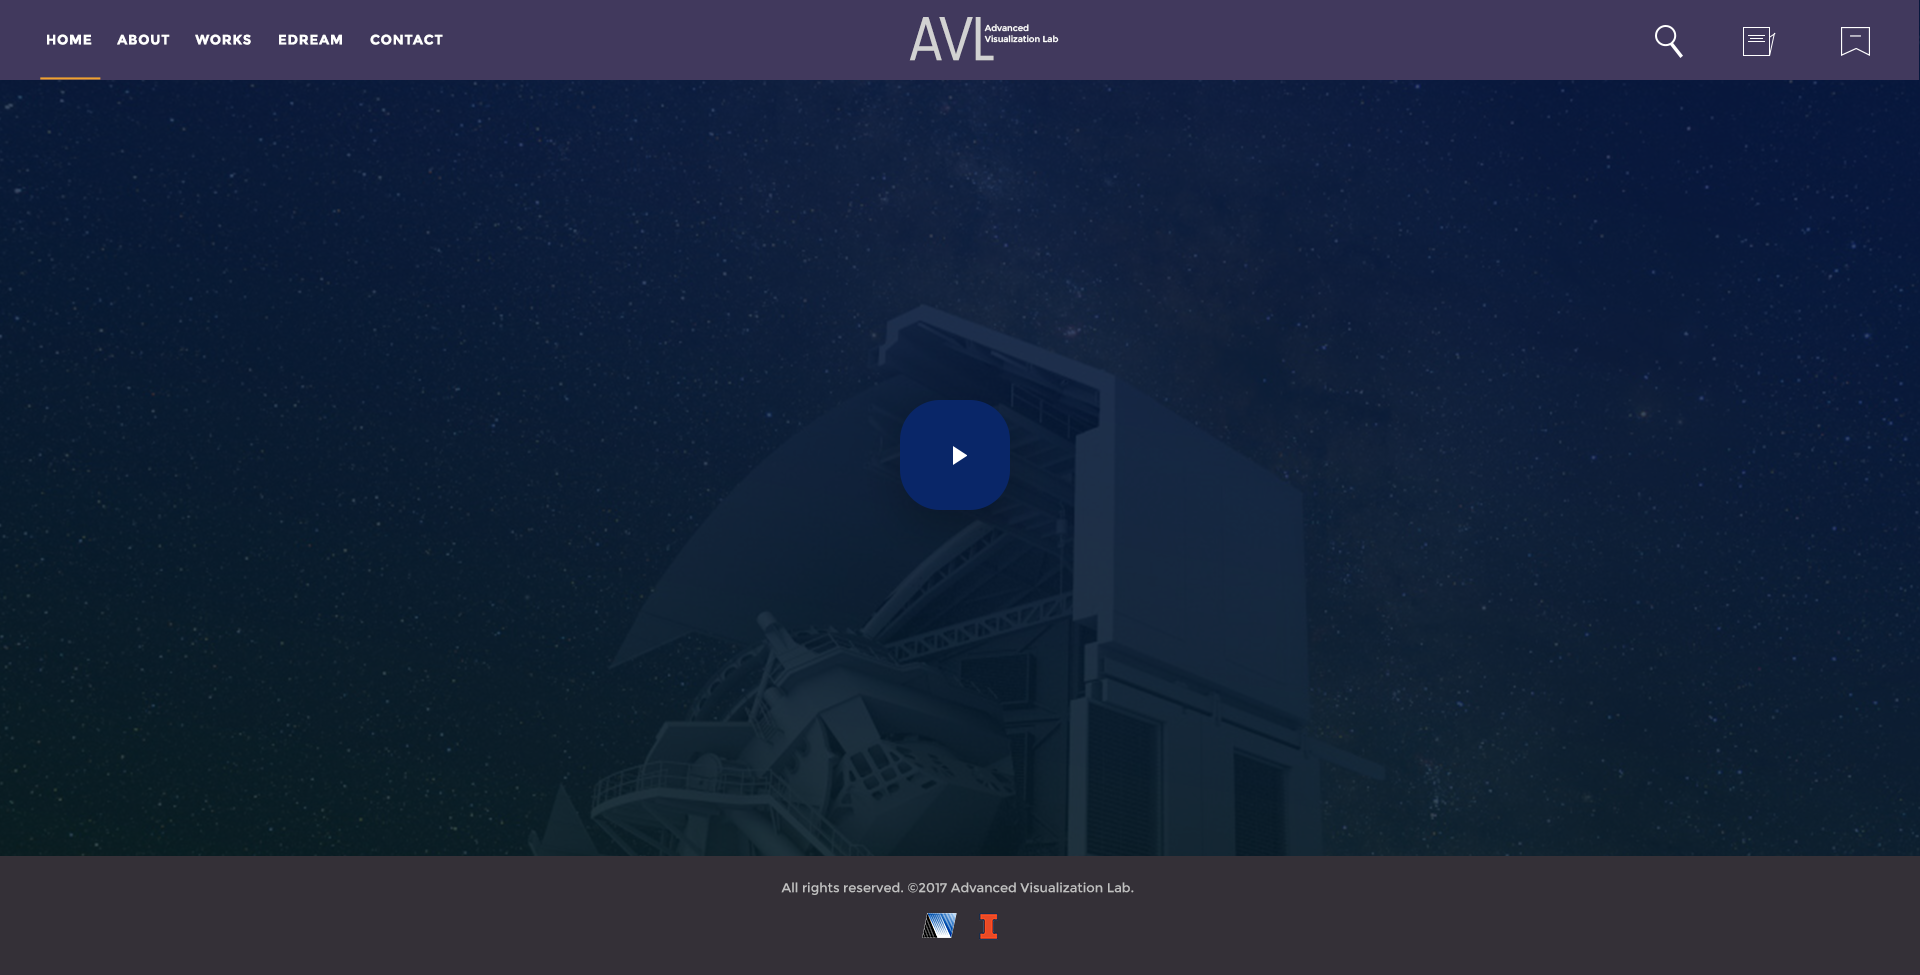 HOME ABOUT WORKS EDREAM CONTACT
AVL Advanced
Visualization Lab
All rights reserved. ©2017 Advanced Visualization Lab.
I